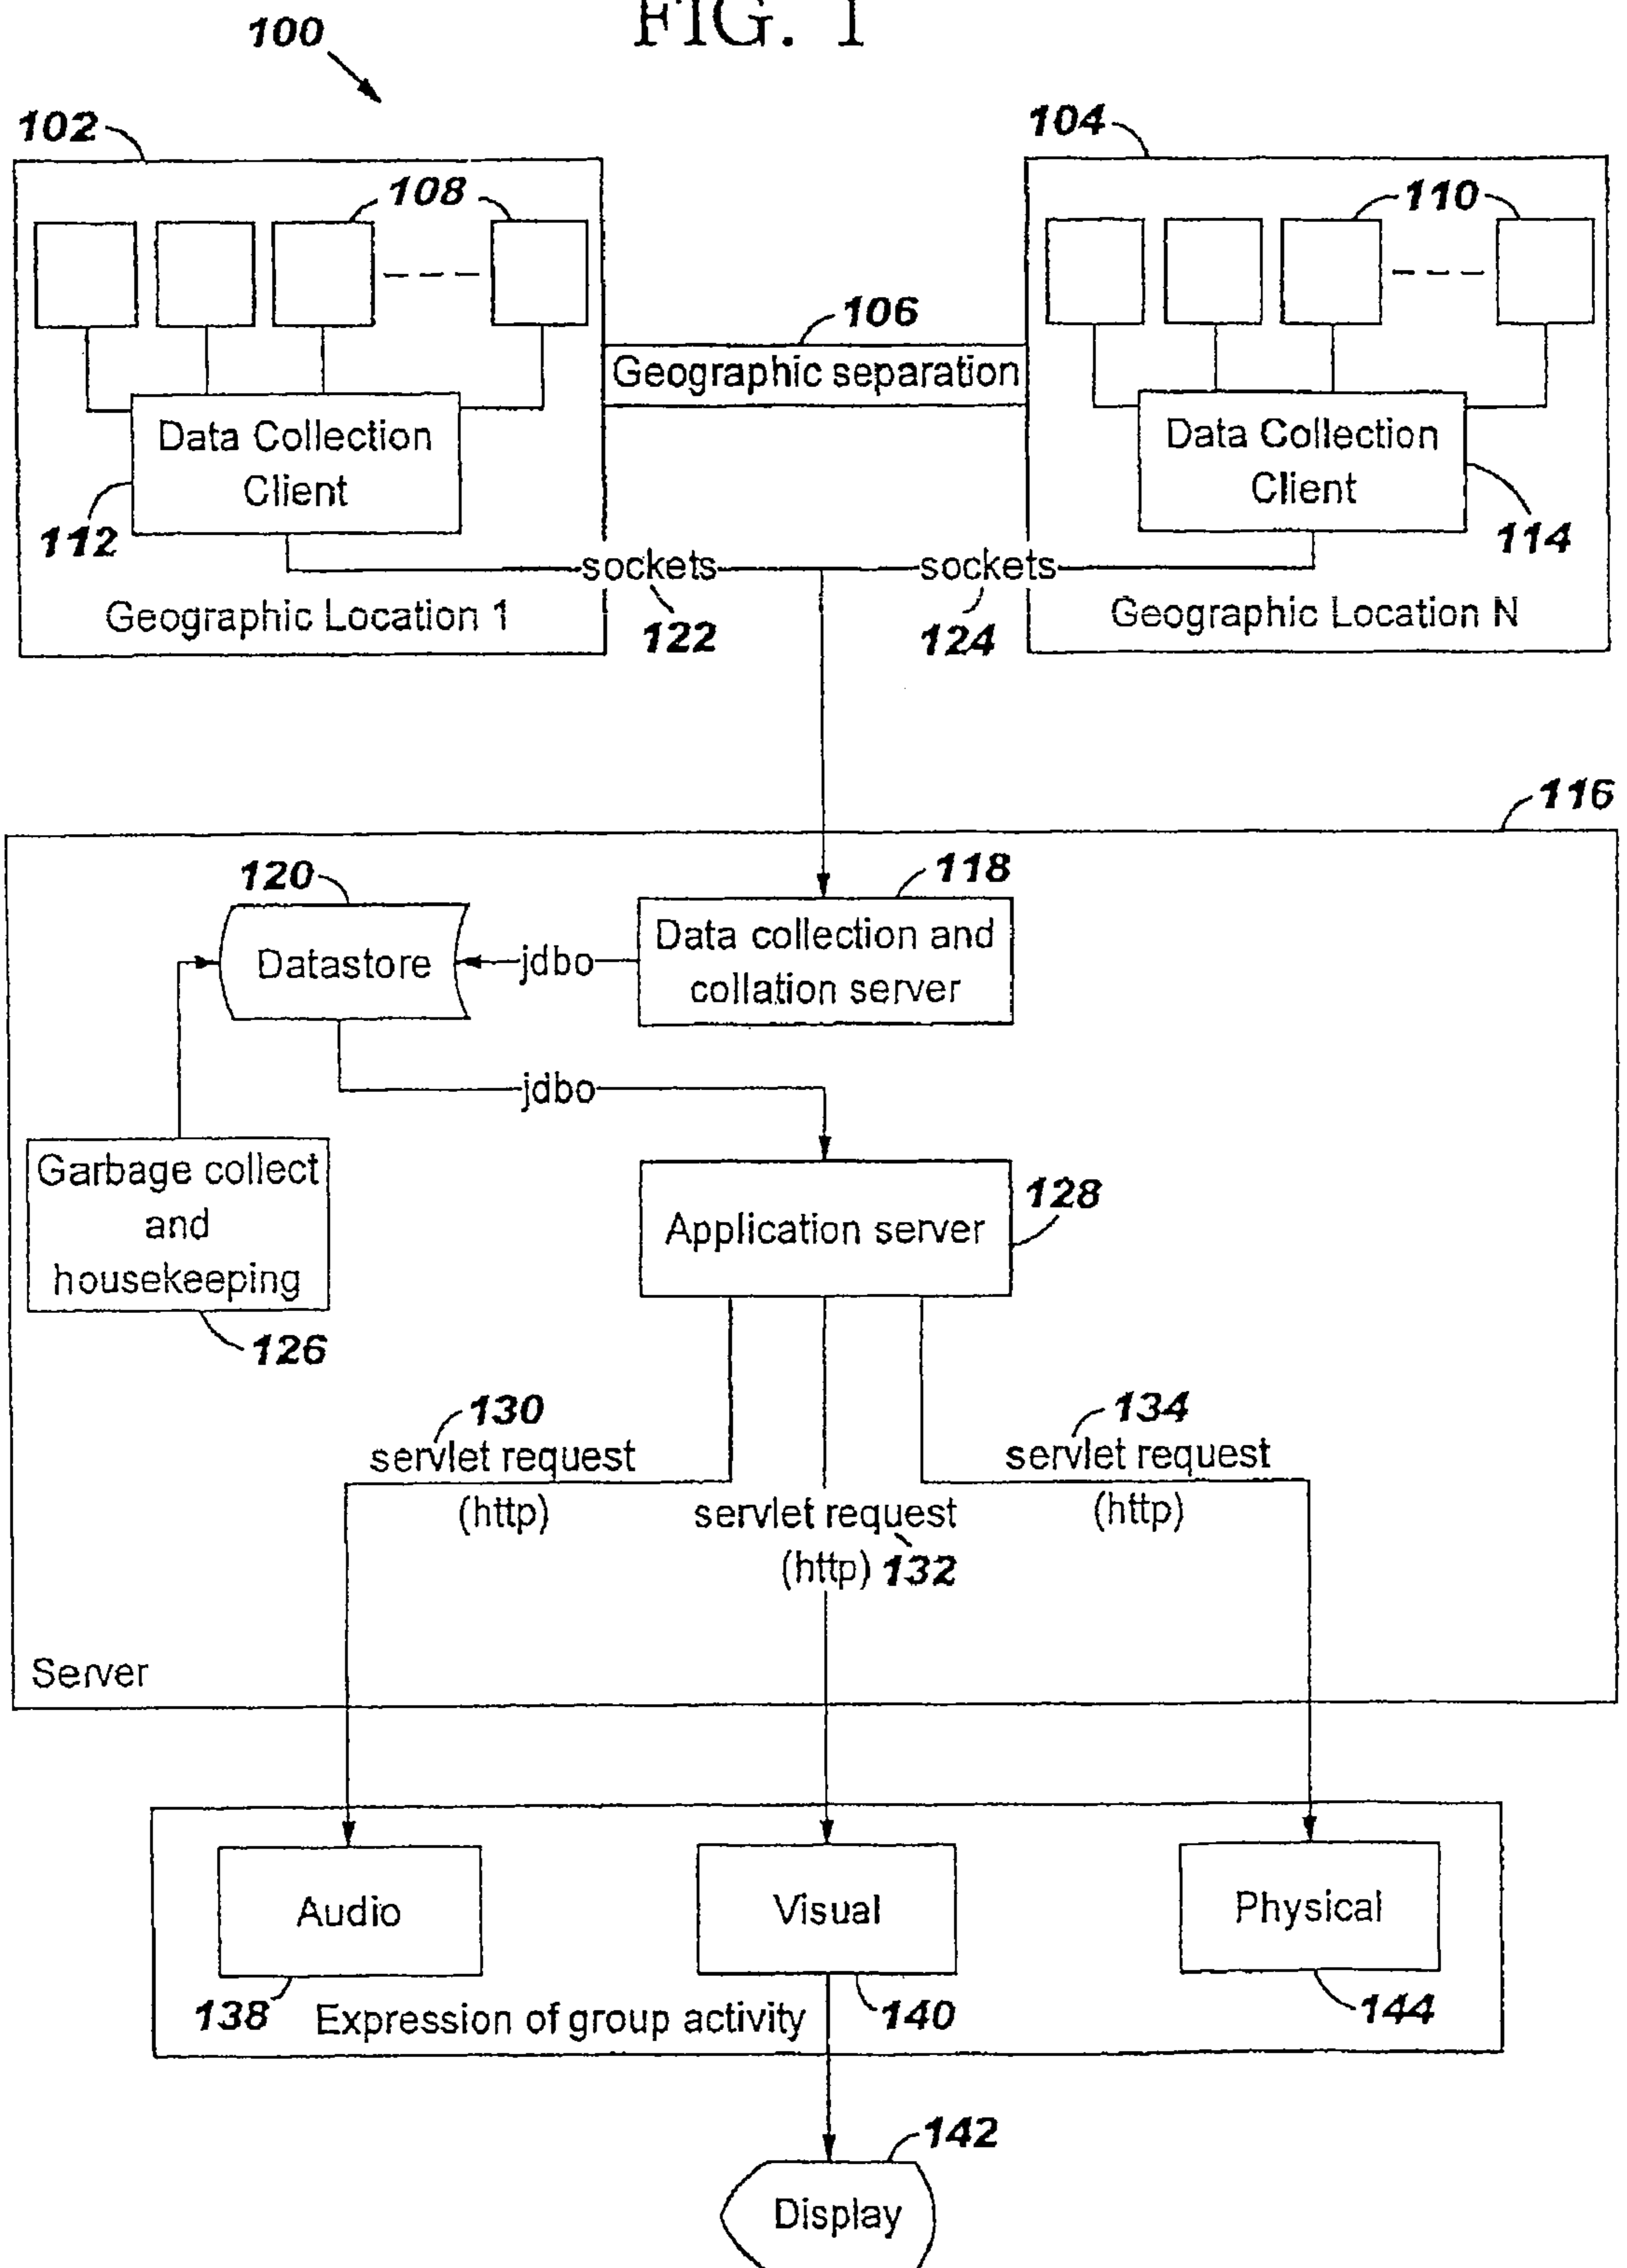 FIG. 1
100
102
104
108
110
106
Geographic separation
Data Collection
Client
Data Collection
Client
112
114
sockets
sockets
122
124
Geographic Location 1
Geographic Location N
116
120
118
Datastore
jdbo
Data collection and
collation server
jdbo
Garbage collect
and
housekeeping
126
Application server
128
130
servlet request
(http)
servlet request
(http) 132
134
servlet request
(http)
Server
Audio
Visual
Physical
138
140
144
Expression of group activity
142
Display